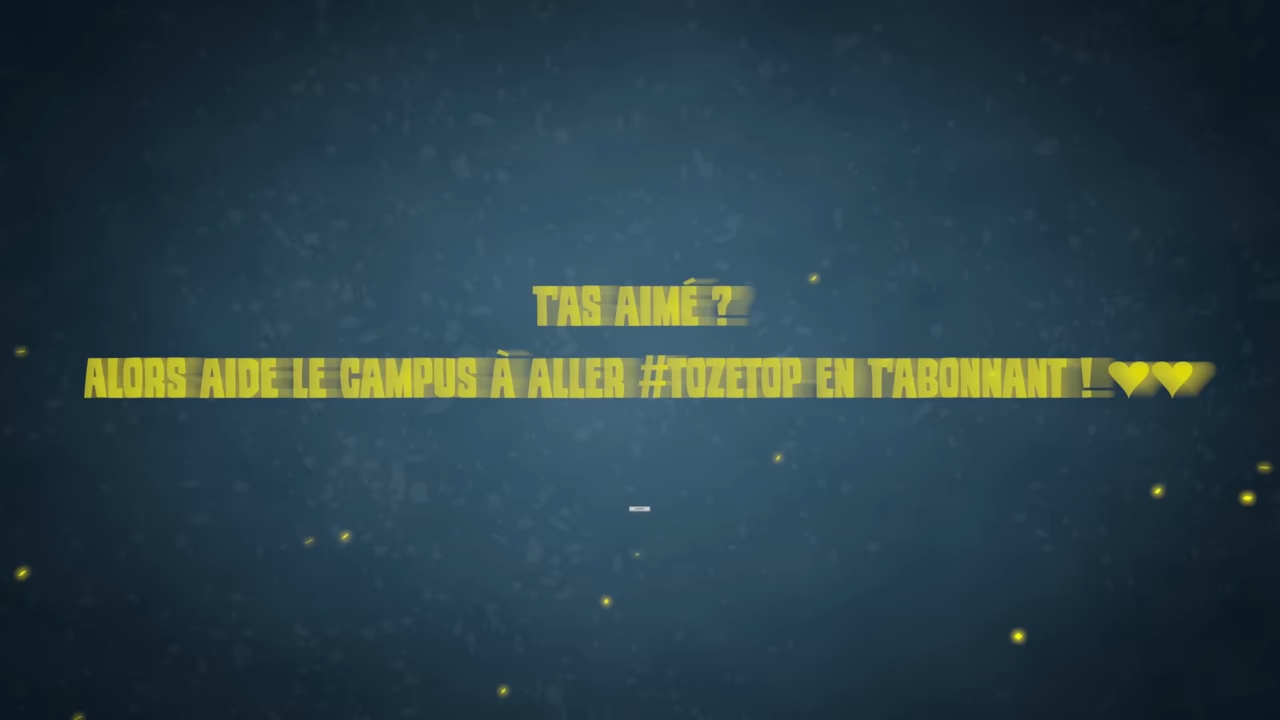 T'AS AIMÉ ?
ALORS AIDE LE CAMPUS À ALLER #TOZETOP EN T'ABONNANT ! ♥♥